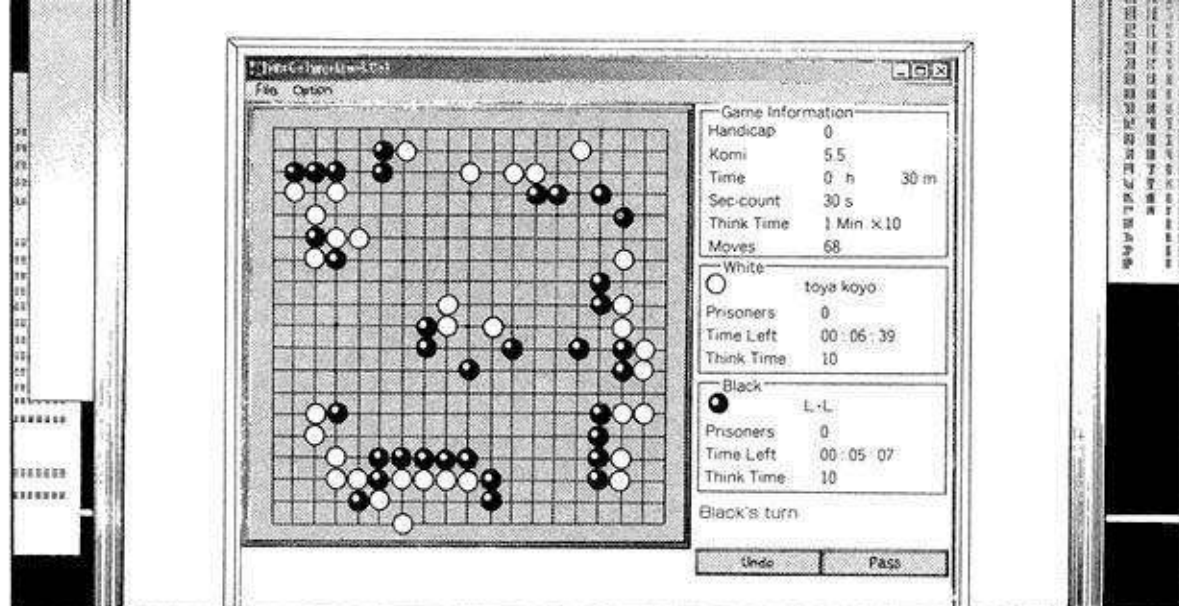 File Option
Game Information
Handicap 0
Komi 5.5
Time 0 h 30 m
Sec-count 30 s
Think Time 1 Min ×10
Moves 68
White
toya koyo
Prisoners 0
Time Left 00:06:39
Think Time 10
Black
L-L
Prisoners 0
Time Left 00:05:07
Think Time 10
Black's turn
Undo Pass